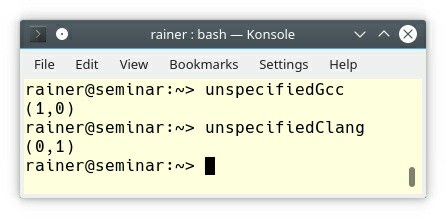 rainer : bash — Konsole
File Edit View Bookmarks Settings Help
rainer@seminar:~> unspecifiedGcc
(1,0)
rainer@seminar:~> unspecifiedClang
(0,1)
rainer@seminar:~>